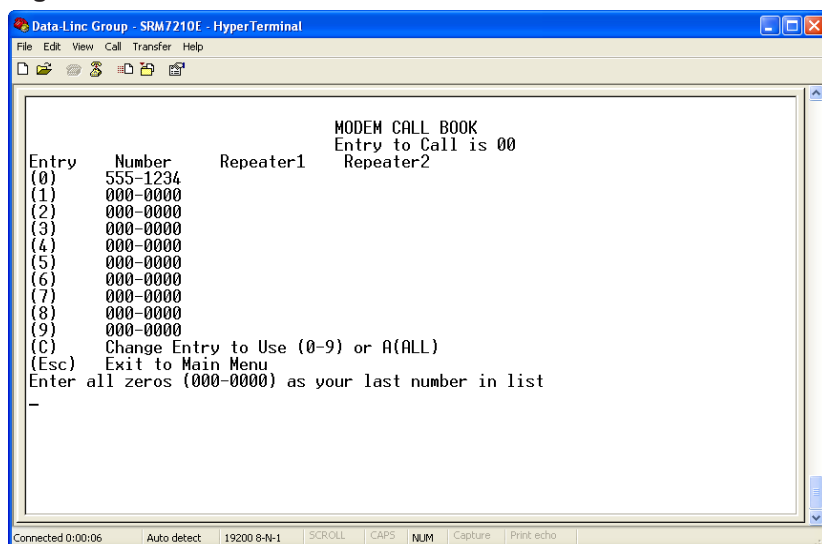 Data-Linc Group - SRM7210E - HyperTerminal
File Edit View Call Transfer Help
MODEM CALL BOOK
Entry to Call is 00
Entry Number Repeater1 Repeater2
(0) 555-1234
(1) 000-0000
(2) 000-0000
(3) 000-0000
(4) 000-0000
(5) 000-0000
(6) 000-0000
(7) 000-0000
(8) 000-0000
(9) 000-0000
(C) Change Entry to Use (0-9) or A(ALL)
(Esc) Exit to Main Menu
Enter all zeros (000-0000) as your last number in list
_
Connected 0:00:06 Auto detect 19200 8-N-1 SCROLL CAPS NUM Capture Print echo